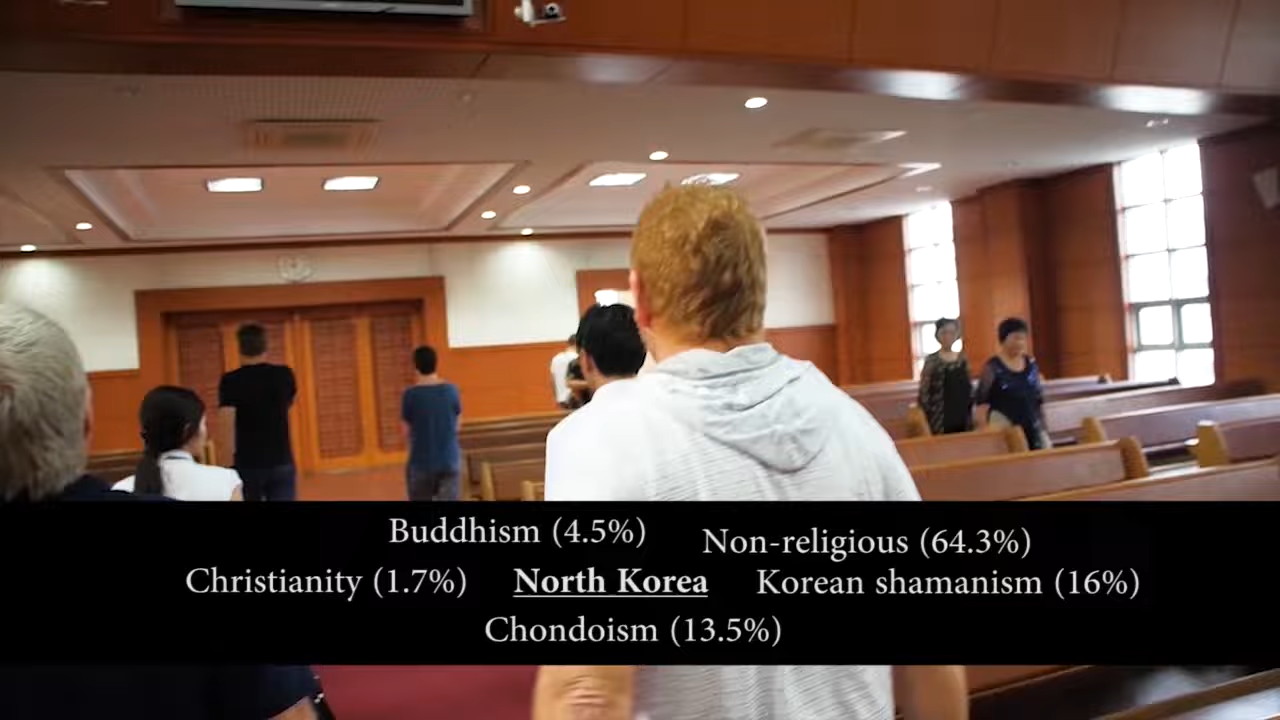 Buddhism (4.5%)
Non-religious (64.3%)
Christianity (1.7%)
North Korea
Korean shamanism (16%)
Chondoism (13.5%)